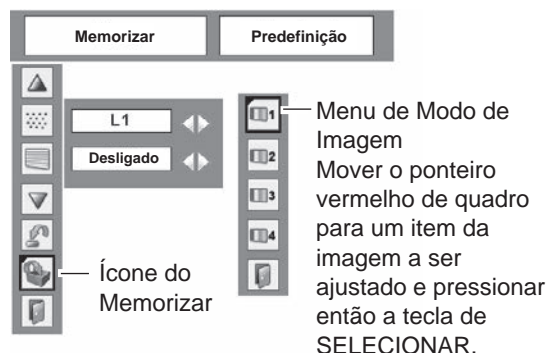 Memorizar
Predefinição
L1
Desligado
1
2
3
4
Menu de Modo de
Imagem
Mover o ponteiro
vermelho de quadro
para um item da
imagem a ser
ajustado e pressionar
então a tecla de
SELECIONAR.
Ícone do
Memorizar